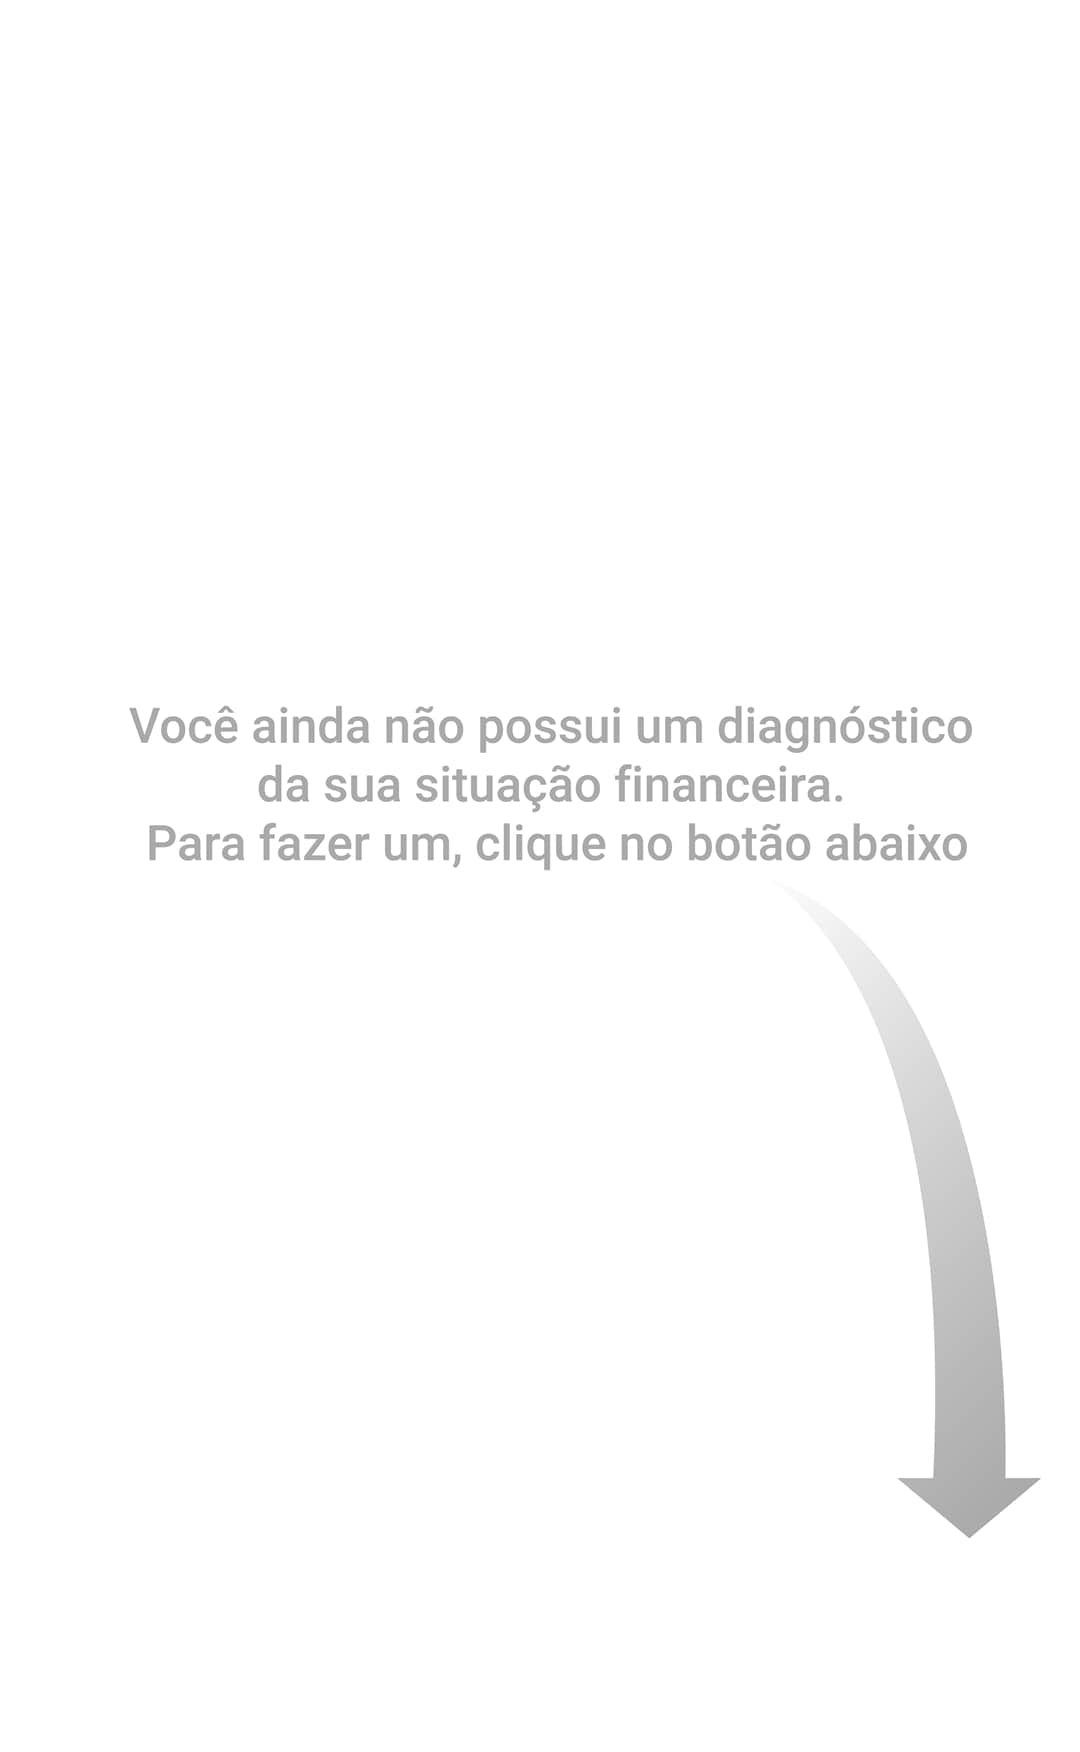 Você ainda não possui um diagnóstico
da sua situação financeira.
Para fazer um, clique no botão abaixo